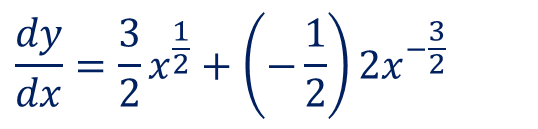 dy/dx = 3/2 x^(1/2) + (−1/2) 2x^(−3/2)